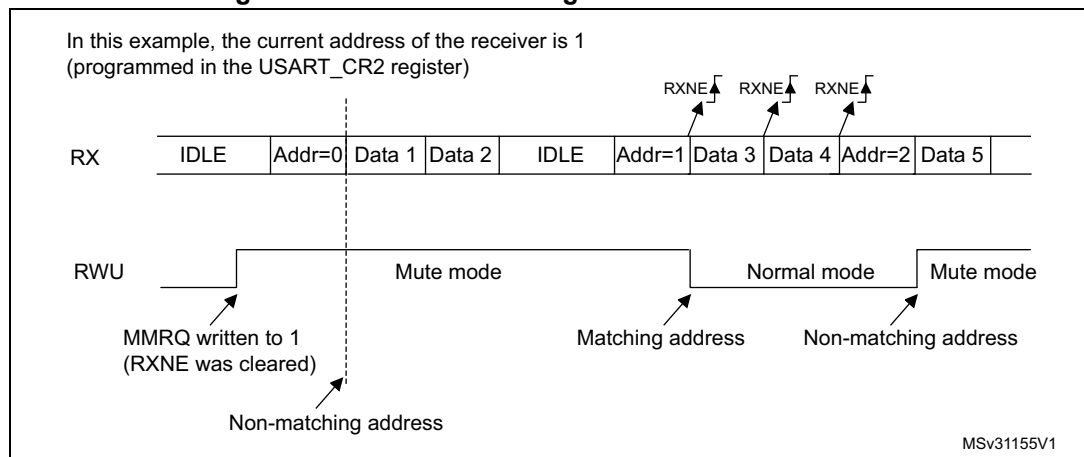 In this example, the current address of the receiver is 1
(programmed in the USART_CR2 register)
RXNE RXNE RXNE
RX IDLE Addr=0 Data 1 Data 2 IDLE Addr=1 Data 3 Data 4 Addr=2 Data 5
RWU Mute mode Normal mode Mute mode
MMRQ written to 1 Matching address Non-matching address
(RXNE was cleared)
Non-matching address
MSv31155V1